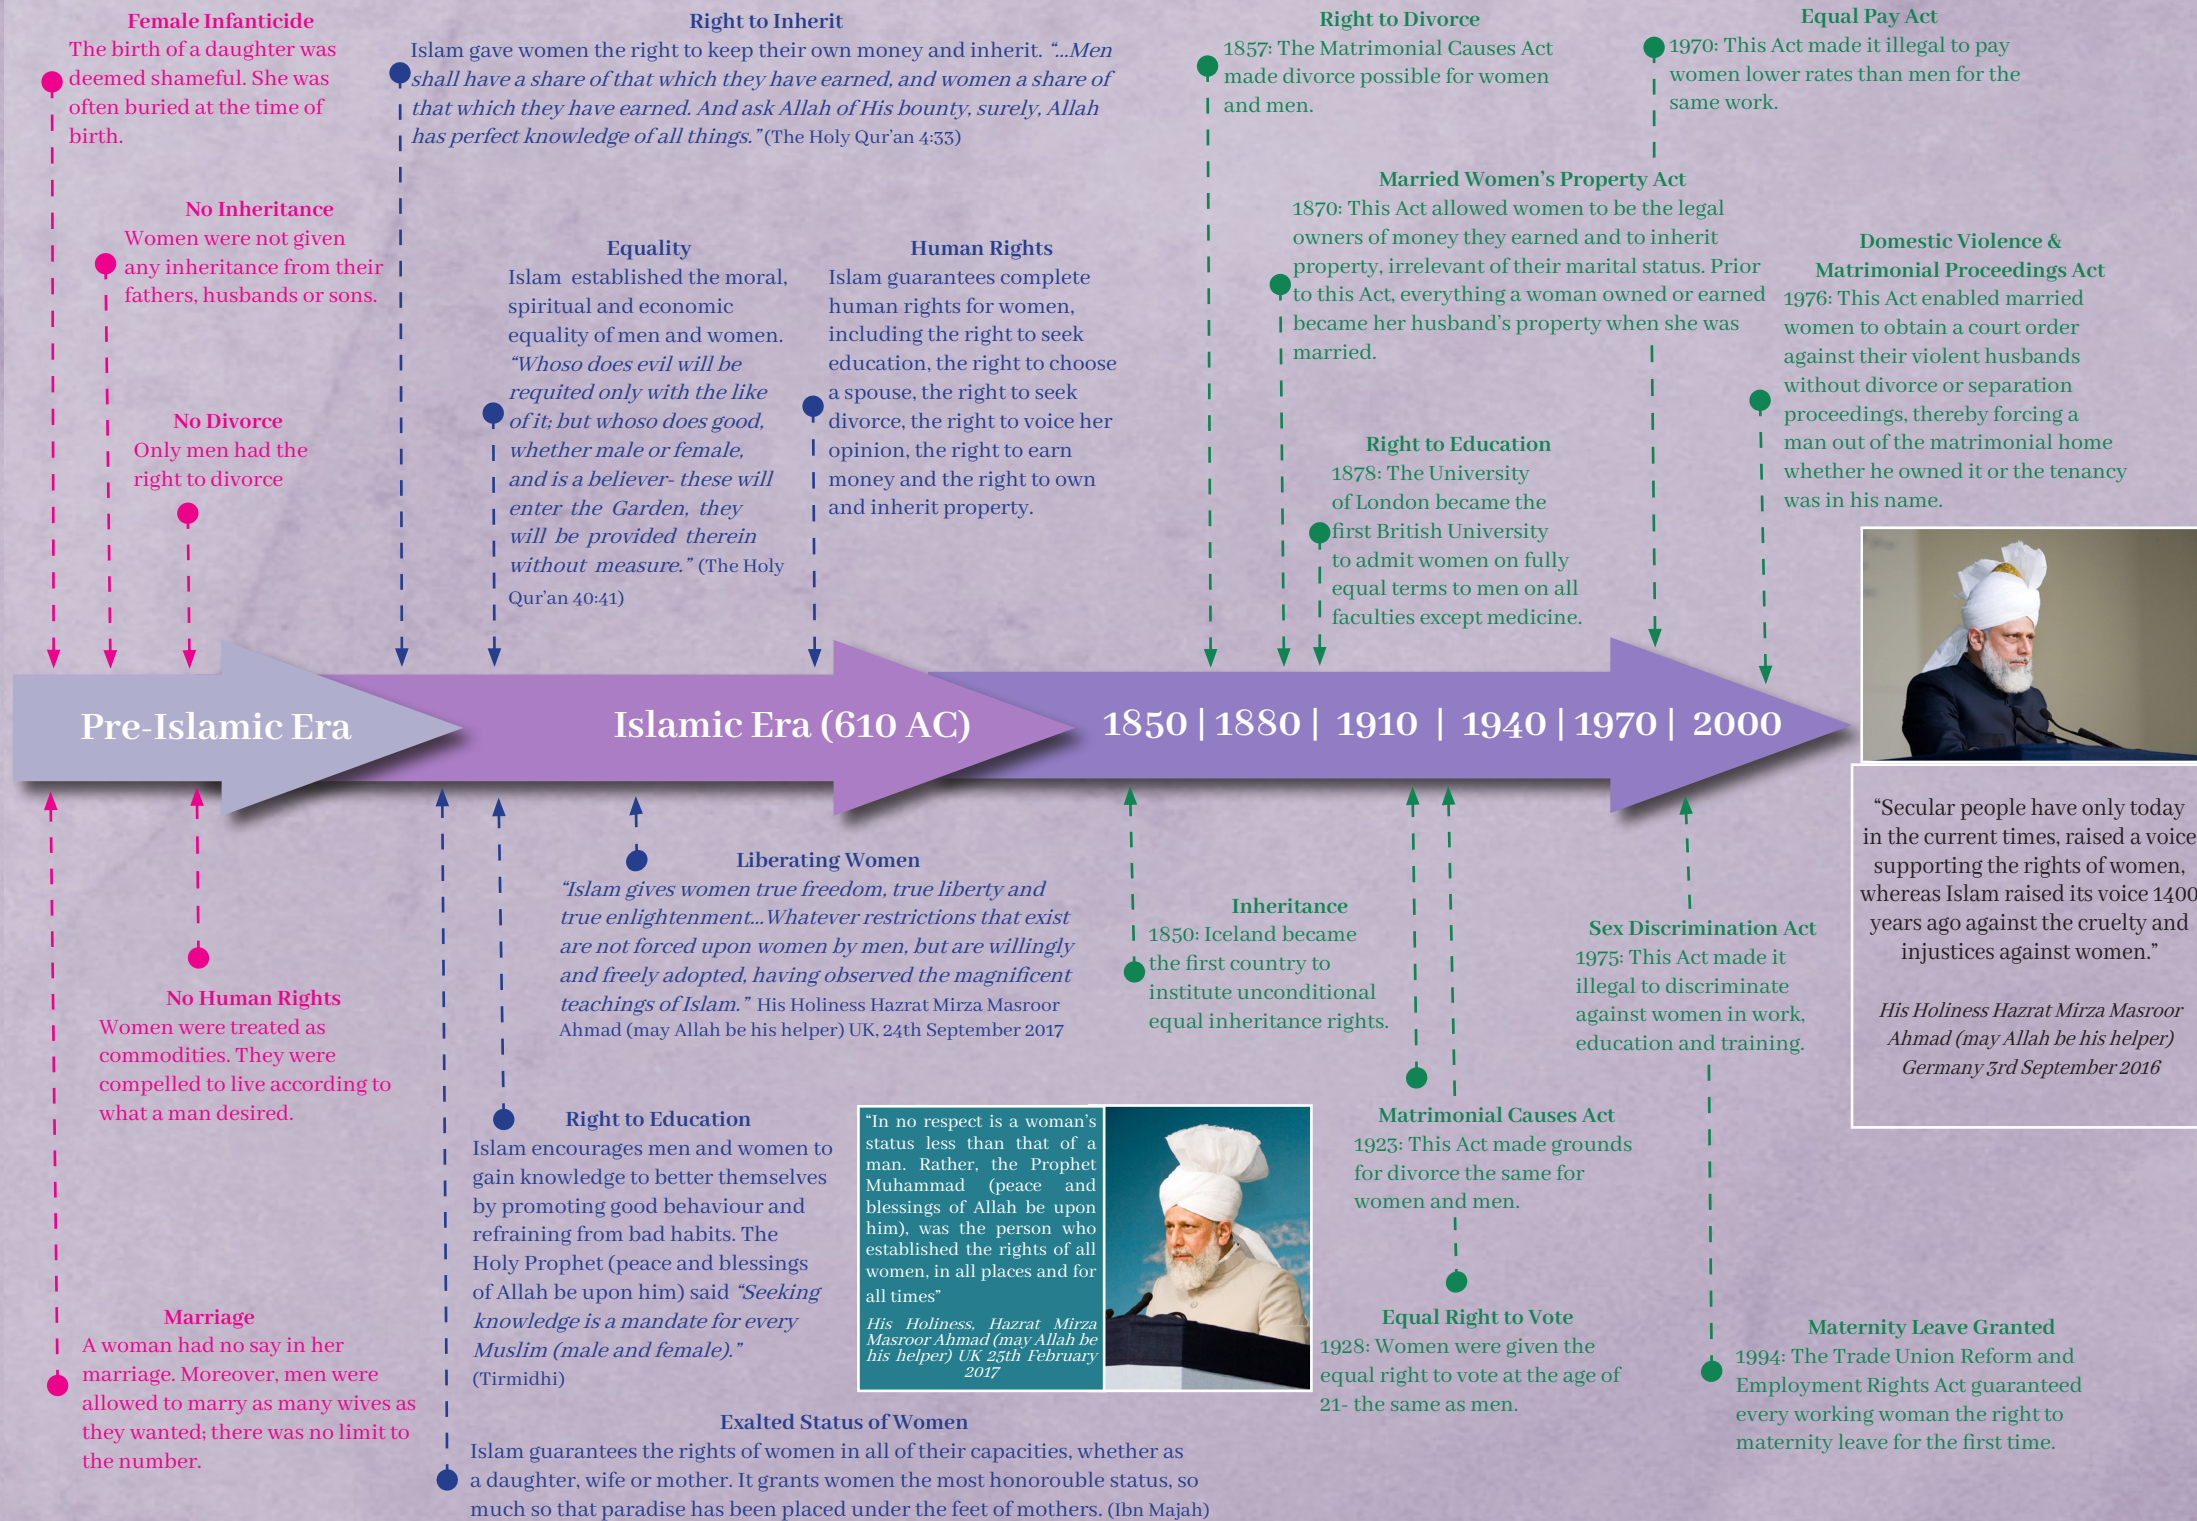 Female Infanticide
The birth of a daughter was
deemed shameful. She was
often buried at the time of
birth.
No Inheritance
Women were not given
any inheritance from their
fathers, husbands or sons.
No Divorce
Only men had the
right to divorce
Right to Inherit
Islam gave women the right to keep their own money and inherit. “...Men
shall have a share of that which they have earned, and women a share of
that which they have earned. And ask Allah of His bounty, surely, Allah
has perfect knowledge of all things.” (The Holy Qur’an 4:33)
Equality
Islam established the moral,
spiritual and economic
equality of men and women.
“Whoso does evil will be
requited only with the like
of it; but whoso does good,
whether male or female,
and is a believer- these will
enter the Garden, they
will be provided therein
without measure.” (The Holy
Qur’an 40:41)
Human Rights
Islam guarantees complete
human rights for women,
including the right to seek
education, the right to choose
a spouse, the right to seek
divorce, the right to voice her
opinion, the right to earn
money and the right to own
and inherit property.
Right to Divorce
1857: The Matrimonial Causes Act
made divorce possible for women
and men.
Equal Pay Act
1970: This Act made it illegal to pay
women lower rates than men for the
same work.
Married Women’s Property Act
1870: This Act allowed women to be the legal
owners of money they earned and to inherit
property, irrelevant of their marital status. Prior
to this Act, everything a woman owned or earned
became her husband’s property when she was
married.
Right to Education
1878: The University
of London became the
first British University
to admit women on fully
equal terms to men on all
faculties except medicine.
Domestic Violence &
Matrimonial Proceedings Act
1976: This Act enabled married
women to obtain a court order
against their violent husbands
without divorce or separation
proceedings, thereby forcing a
man out of the matrimonial home
whether he owned it or the tenancy
was in his name.
Pre-Islamic Era
Islamic Era (610 AC)
1850 | 1880 | 1910 | 1940 | 1970 | 2000
No Human Rights
Women were treated as
commodities. They were
compelled to live according to
what a man desired.
Marriage
A woman had no say in her
marriage. Moreover, men were
allowed to marry as many wives as
they wanted; there was no limit to
the number.
Liberating Women
“Islam gives women true freedom, true liberty and
true enlightenment...Whatever restrictions that exist
are not forced upon women by men, but are willingly
and freely adopted, having observed the magnificent
teachings of Islam.” His Holiness Hazrat Mirza Masroor
Ahmad (may Allah be his helper) UK, 24th September 2017
Right to Education
Islam encourages men and women to
gain knowledge to better themselves
by promoting good behaviour and
refraining from bad habits. The
Holy Prophet (peace and blessings
of Allah be upon him) said “Seeking
knowledge is a mandate for every
Muslim (male and female).”
(Tirmidhi)
Exalted Status of Women
Islam guarantees the rights of women in all of their capacities, whether as
a daughter, wife or mother. It grants women the most honorouble status, so
much so that paradise has been placed under the feet of mothers. (Ibn Majah)
“In no respect is a woman’s
status less than that of a
man. Rather, the Prophet
Muhammad (peace and
blessings of Allah be upon
him), was the person who
established the rights of all
women, in all places and for
all times”
His Holiness, Hazrat Mirza
Masroor Ahmad (may Allah be
his helper) UK 25th February
2017
Inheritance
1850: Iceland became
the first country to
institute unconditional
equal inheritance rights.
Matrimonial Causes Act
1923: This Act made grounds
for divorce the same for
women and men.
Equal Right to Vote
1928: Women were given the
equal right to vote at the age of
21- the same as men.
Sex Discrimination Act
1975: This Act made it
illegal to discriminate
against women in work,
education and training.
Maternity Leave Granted
1994: The Trade Union Reform and
Employment Rights Act guaranteed
every working woman the right to
maternity leave for the first time.
“Secular people have only today
in the current times, raised a voice
supporting the rights of women,
whereas Islam raised its voice 1400
years ago against the cruelty and
injustices against women.”
His Holiness Hazrat Mirza Masroor
Ahmad (may Allah be his helper)
Germany 3rd September 2016